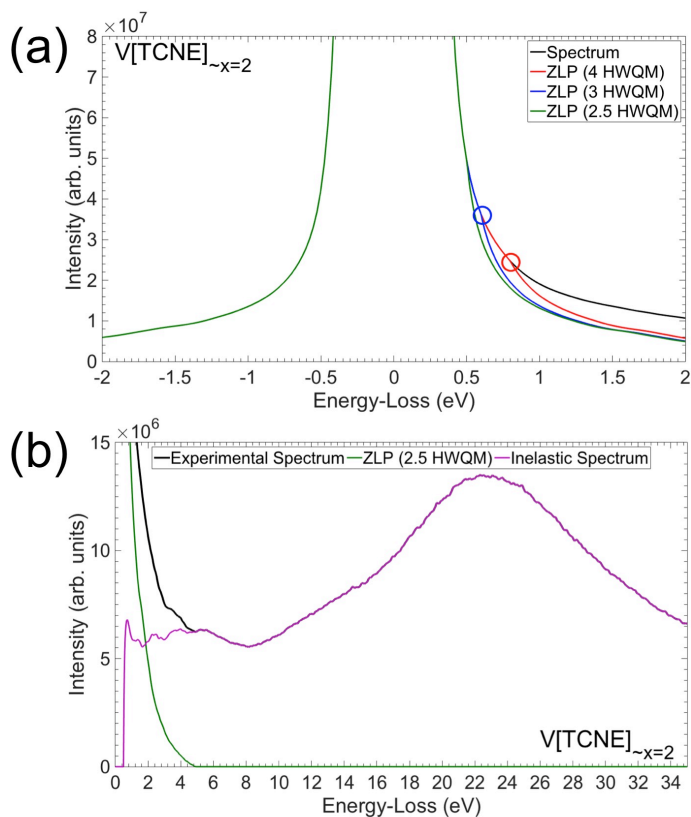 (a)
×10⁷
V[TCNE]~x=2
Spectrum
ZLP (4 HWQM)
ZLP (3 HWQM)
ZLP (2.5 HWQM)
Intensity (arb. units)
8
7
6
5
4
3
2
1
0
-2 -1.5 -1 -0.5 0 0.5 1 1.5 2
Energy-Loss (eV)
(b)
×10⁶
Experimental Spectrum ZLP (2.5 HWQM) Inelastic Spectrum
Intensity (arb. units)
15
10
5
0
V[TCNE]~x=2
0 2 4 6 8 10 12 14 16 18 20 22 24 26 28 30 32 34
Energy-Loss (eV)